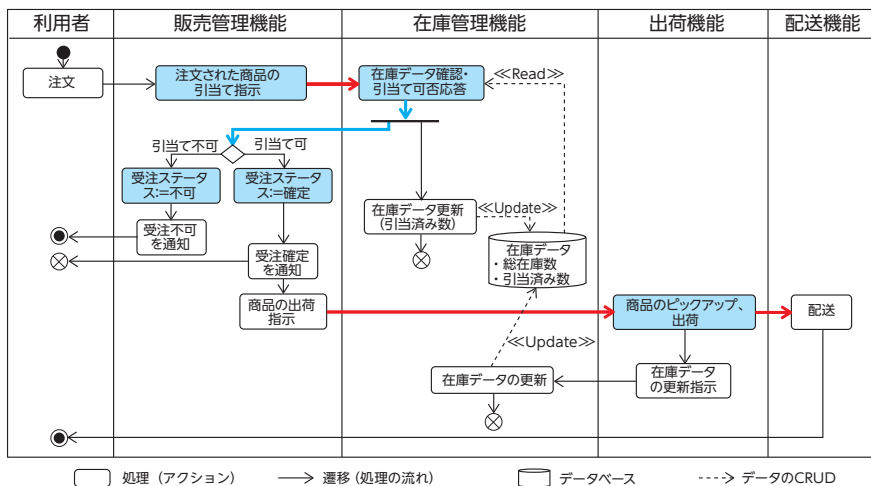 利用者
販売管理機能
在庫管理機能
出荷機能
配送機能
注文
注文された商品の
引当て指示
在庫データ確認・
引当て可否応答
≪Read≫
引当て不可
引当て可
受注ステータ
ス:=不可
受注ステータ
ス:=確定
在庫データ更新
(引当済み数)
≪Update≫
受注不可
を通知
受注確定
を通知
在庫データ
・総在庫数
・引当済み数
商品の出荷
指示
商品のピックアップ、
出荷
配送
≪Update≫
在庫データの更新
在庫データ
の更新指示
処理（アクション）
遷移（処理の流れ）
データベース
データのCRUD